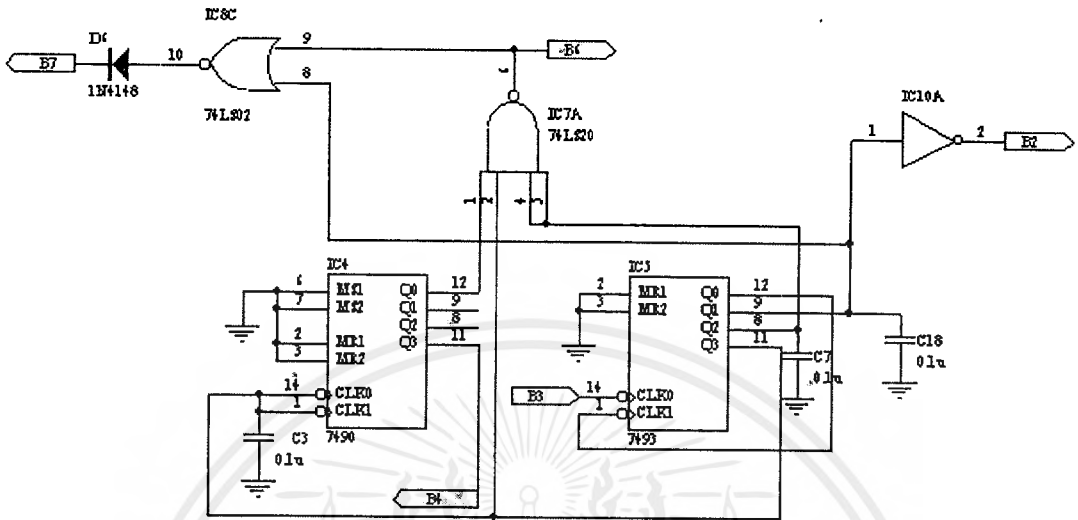 IC8C
D6
9
B6
B7
10
8
1N4148
74LS02
6
IC7A
74LS20
IC10A
1
2
B2
1
2
4
5
IC4
6
MS1
7
MS2
2
MR1
3
MR2
14
CLK0
1
CLK1
Q0
12
Q1
9
Q2
8
Q3
11
7490
C3
0.1u
B4
IC5
2
MR1
3
MR2
B3
14
CLK0
1
CLK1
Q0
12
Q1
9
Q2
8
Q3
11
7493
C7
0.1u
C18
0.1u